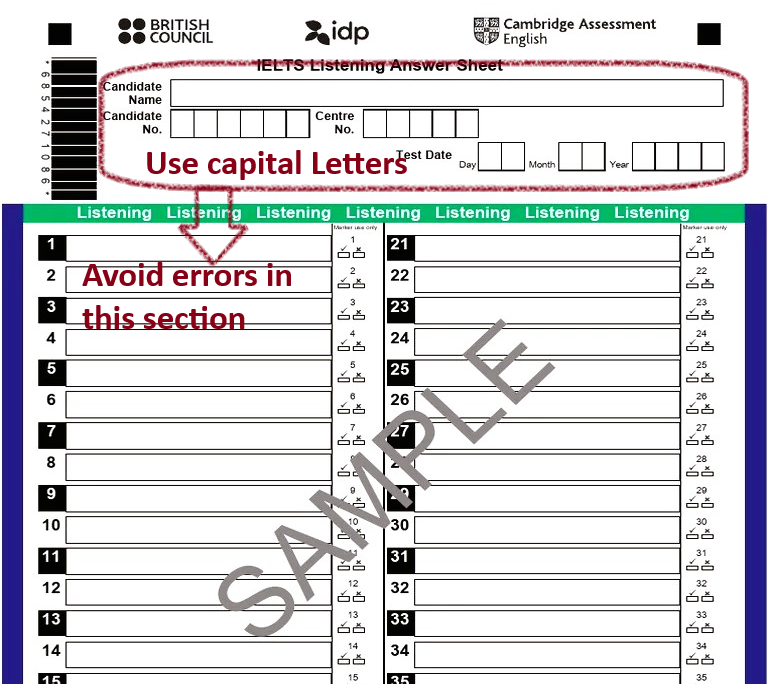 BRITISH
COUNCIL
idp
Cambridge Assessment
English
* 6 8 5 4 2 7 1 0 8 6 *
IELTS Listening Answer Sheet
Candidate
Name
Candidate
No.
Centre
No.
Test Date
Day
Month
Year
Use capital Letters
Listening Listening Listening Listening Listening Listening Listening
Marker use only
1 1
2 2
3 3
4 4
5 5
6 6
7 7
8 8
9 9
10 10
11 11
12 12
13 13
14 14
15 15
Avoid errors in
this section
Marker use only
21 21
22 22
23 23
24 24
25 25
26 26
27 27
28 28
29 29
30 30
31 31
32 32
33 33
34 34
35 35
SAMPLE